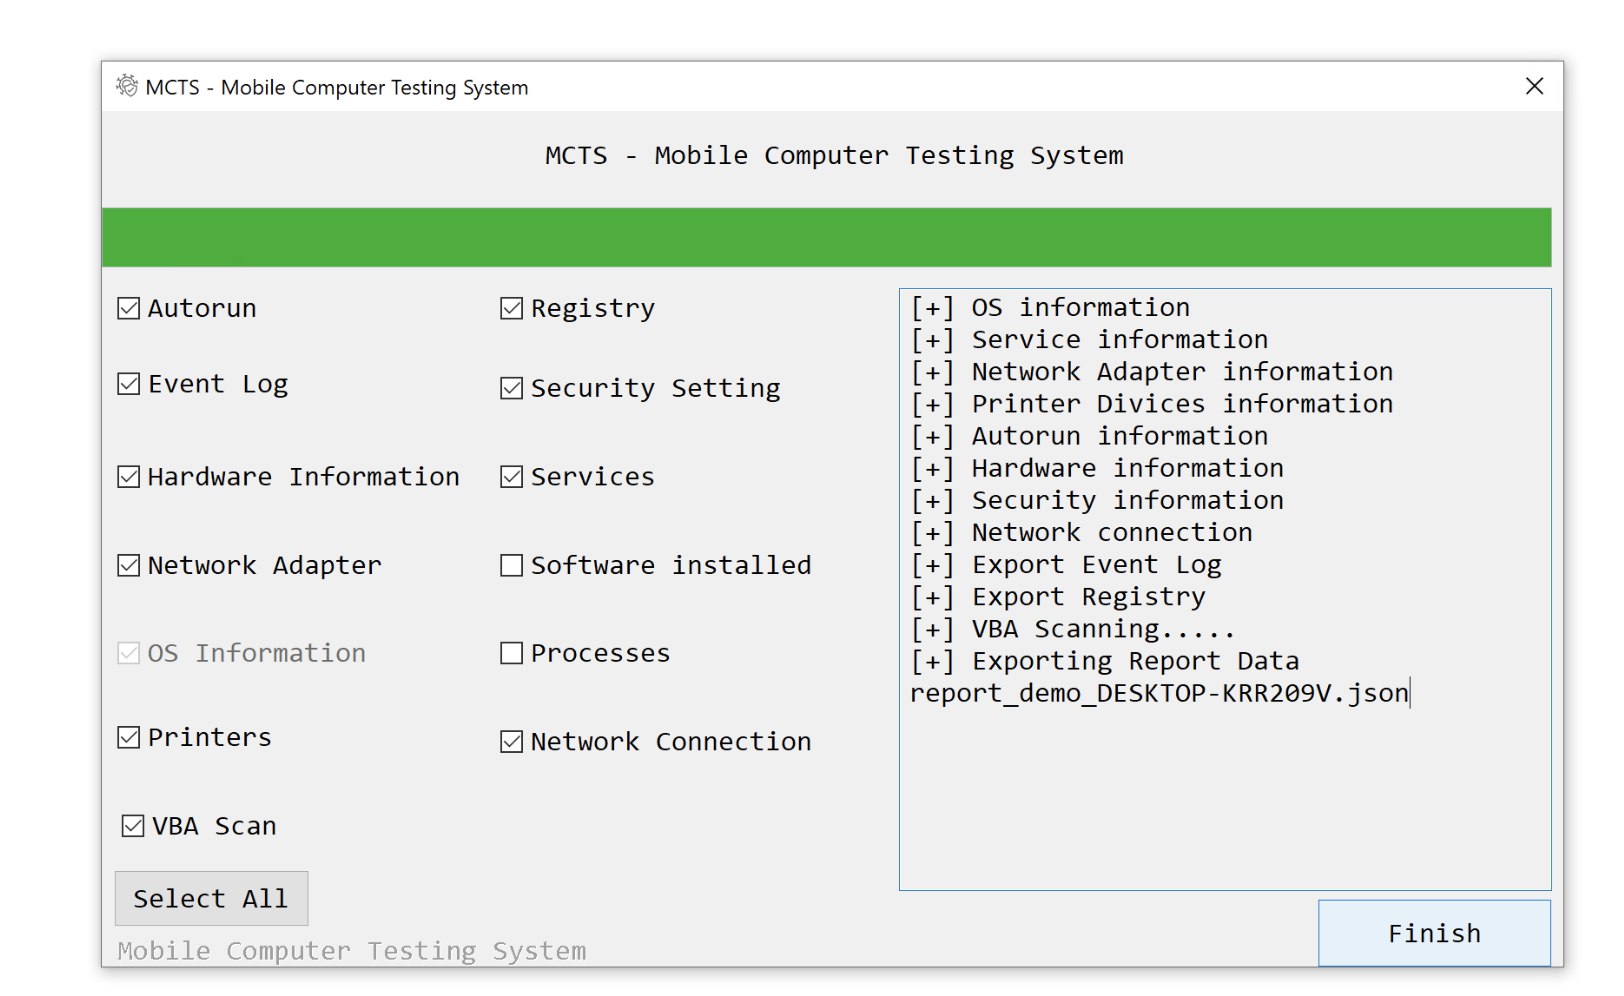 MCTS - Mobile Computer Testing System
MCTS - Mobile Computer Testing System
Autorun
Registry
Event Log
Security Setting
Hardware Information
Services
Network Adapter
Software installed
OS Information
Processes
Printers
Network Connection
VBA Scan
Select All
Mobile Computer Testing System
[+] OS information
[+] Service information
[+] Network Adapter information
[+] Printer Divices information
[+] Autorun information
[+] Hardware information
[+] Security information
[+] Network connection
[+] Export Event Log
[+] Export Registry
[+] VBA Scanning.....
[+] Exporting Report Data
report_demo_DESKTOP-KRR209V.json
Finish